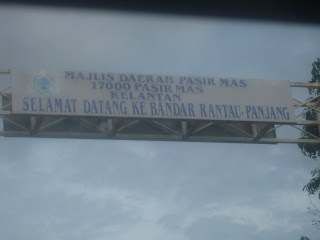 MAJLIS DAERAH PASIR MAS
17000 PASIR MAS
KELANTAN
SELAMAT DATANG KE BANDAR RANTAU-PANJANG